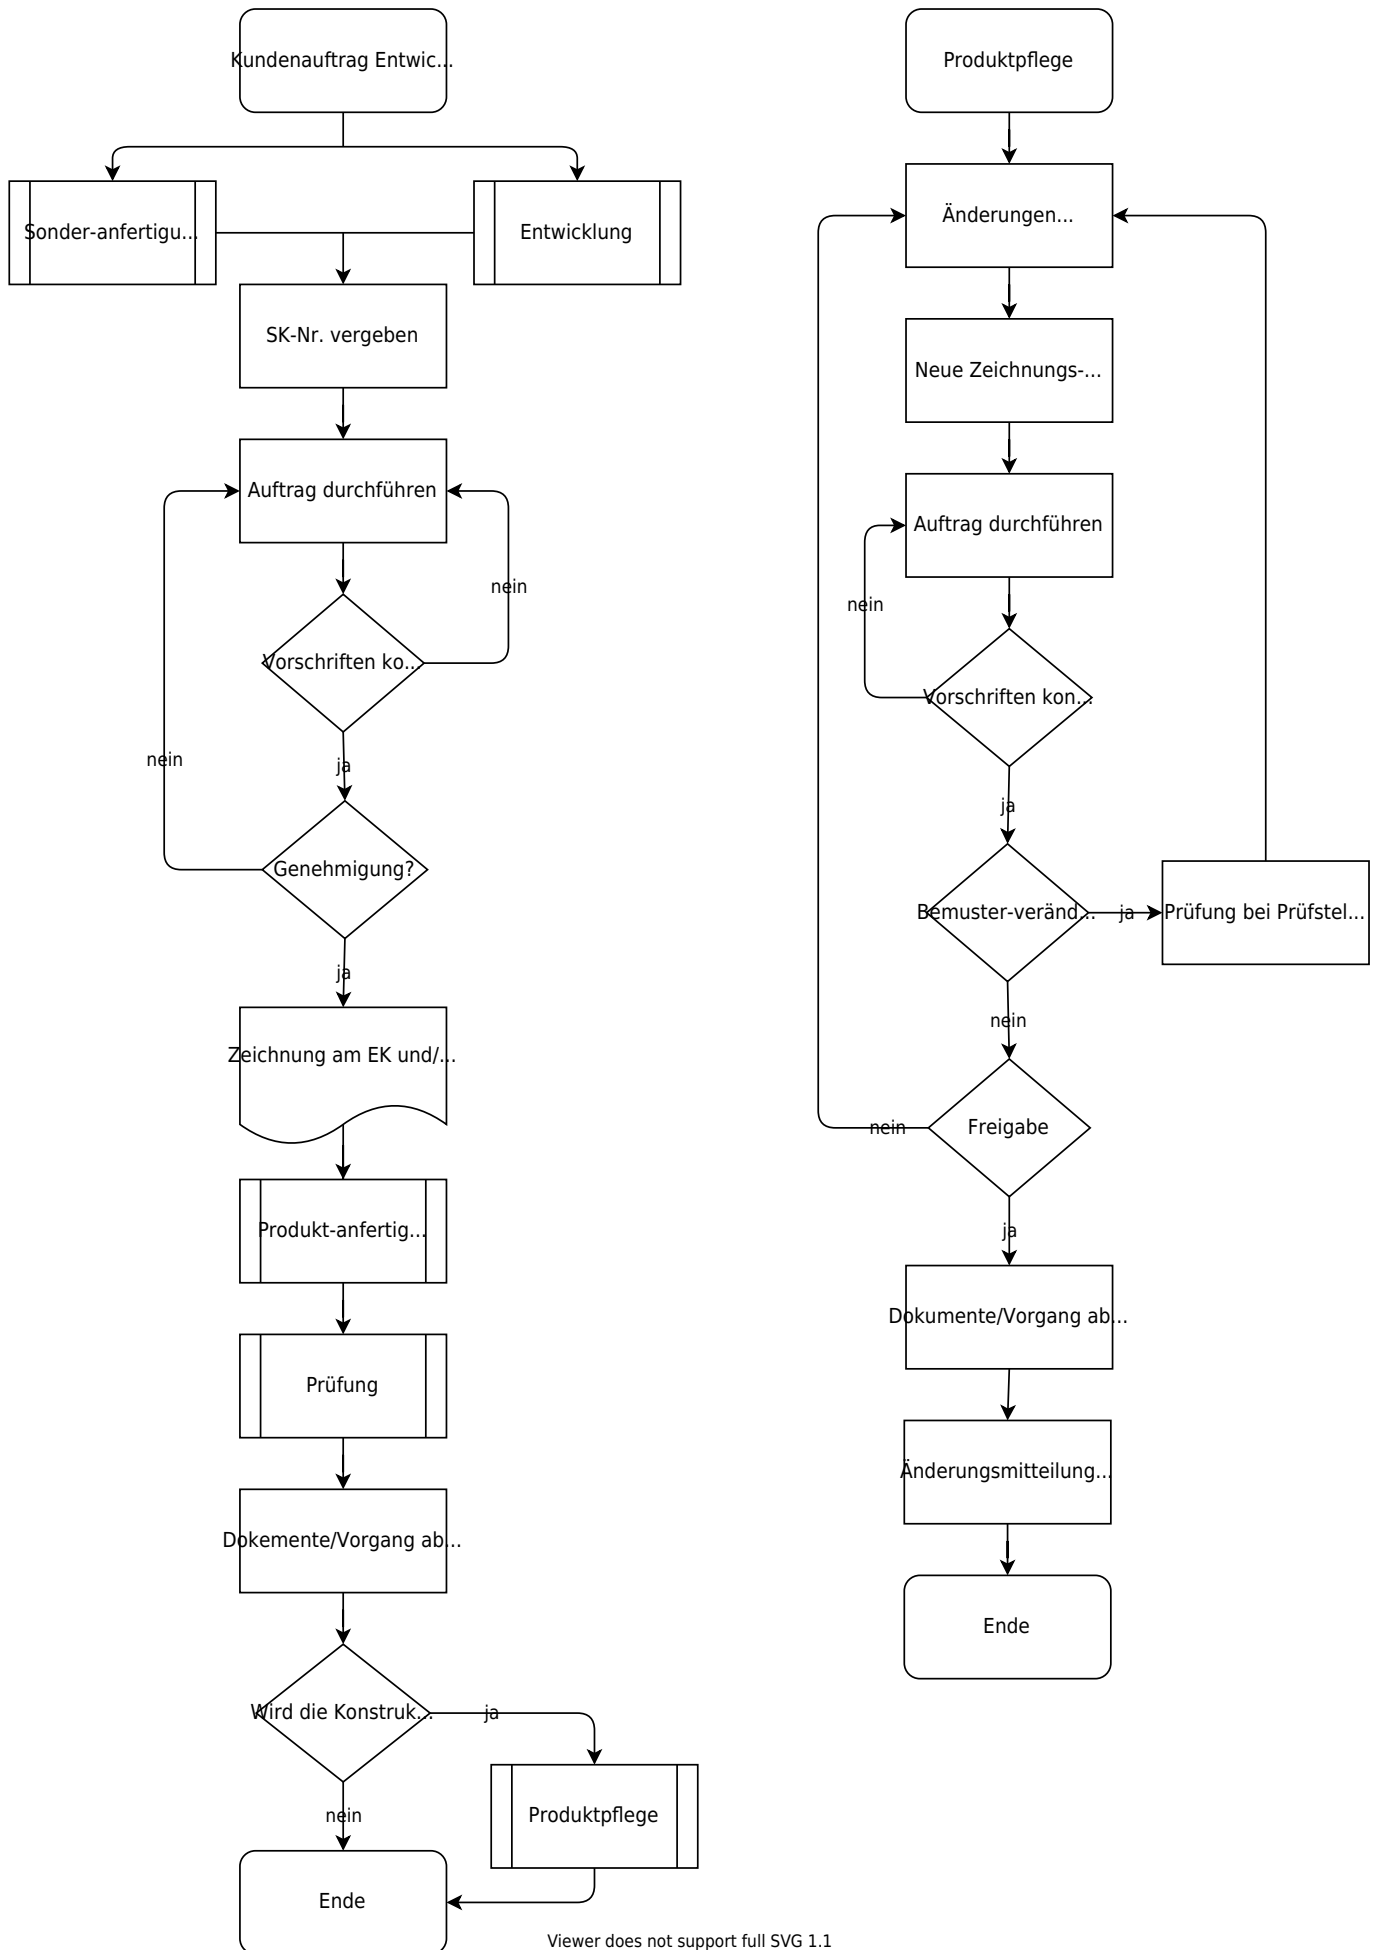 Kundenauftrag Entwic...
Sonder-anfertigu...
Entwicklung
SK-Nr. vergeben
Auftrag durchführen
nein
Vorschriften ko...
nein
ja
Genehmigung?
ja
Zeichnung am EK und/...
Produkt-anfertig...
Prüfung
Dokemente/Vorgang ab...
Wird die Konstruk...
ja
Produktpflege
nein
Ende
Produktpflege
Änderungen...
Neue Zeichnungs-...
Auftrag durchführen
nein
Vorschriften kon...
ja
Bemuster-veränd...
ja
Prüfung bei Prüfstel...
nein
Freigabe
nein
ja
Dokumente/Vorgang ab...
Änderungsmitteilung...
Ende
Viewer does not support full SVG 1.1